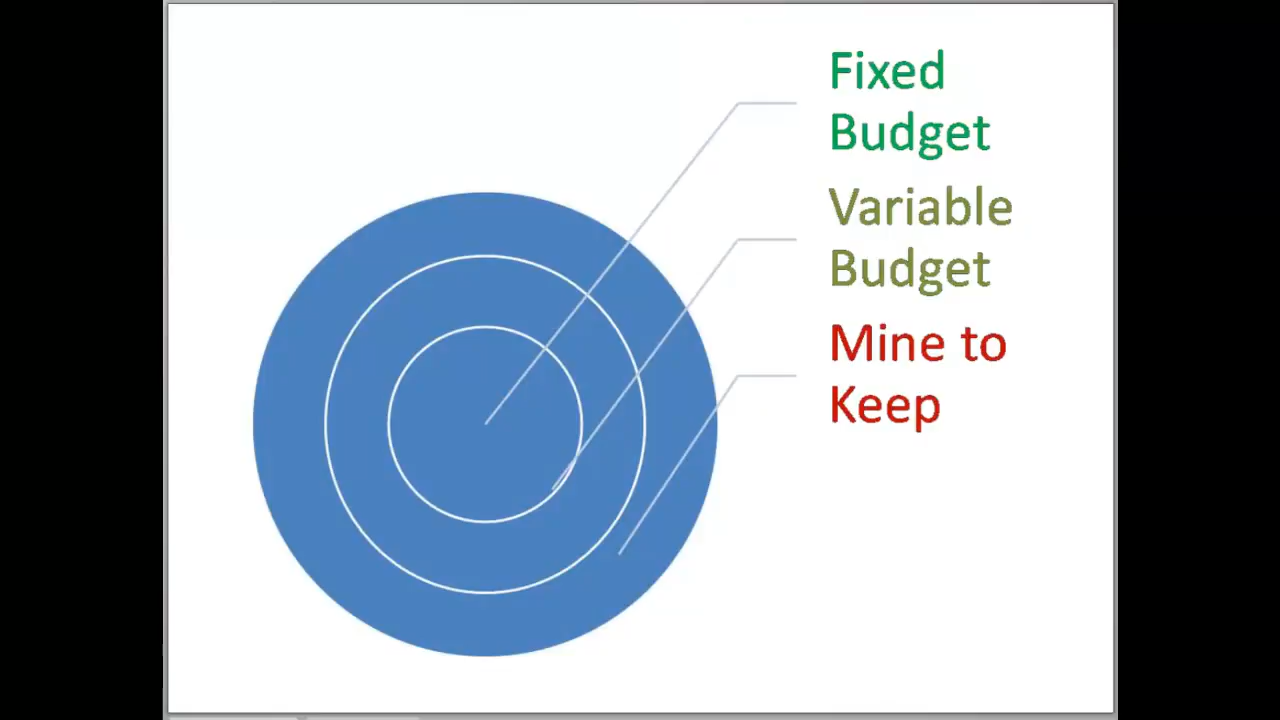 Fixed
Budget
Variable
Budget
Mine to
Keep